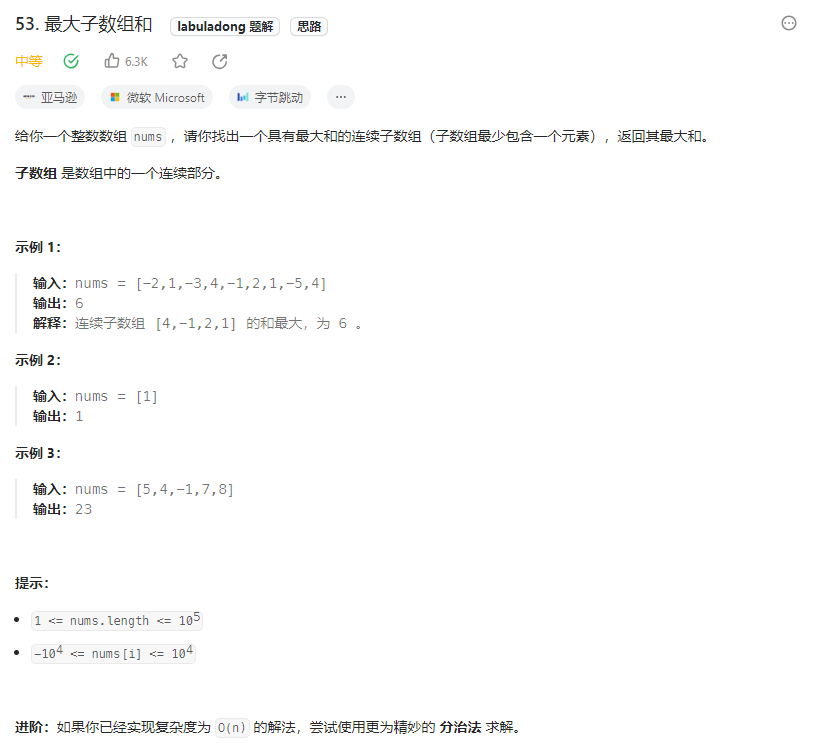 53. 最大子数组和 labuladong 题解 思路
中等 6.3K
亚马逊 微软 Microsoft 字节跳动 ...
给你一个整数数组 nums ，请你找出一个具有最大和的连续子数组（子数组最少包含一个元素），返回其最大和。
子数组 是数组中的一个连续部分。
示例 1：
输入：nums = [-2,1,-3,4,-1,2,1,-5,4]
输出：6
解释：连续子数组 [4,-1,2,1] 的和最大，为 6 。
示例 2：
输入：nums = [1]
输出：1
示例 3：
输入：nums = [5,4,-1,7,8]
输出：23
提示：
• 1 <= nums.length <= 10⁵
• -10⁴ <= nums[i] <= 10⁴
进阶：如果你已经实现复杂度为 O(n) 的解法，尝试使用更为精妙的 分治法 求解。